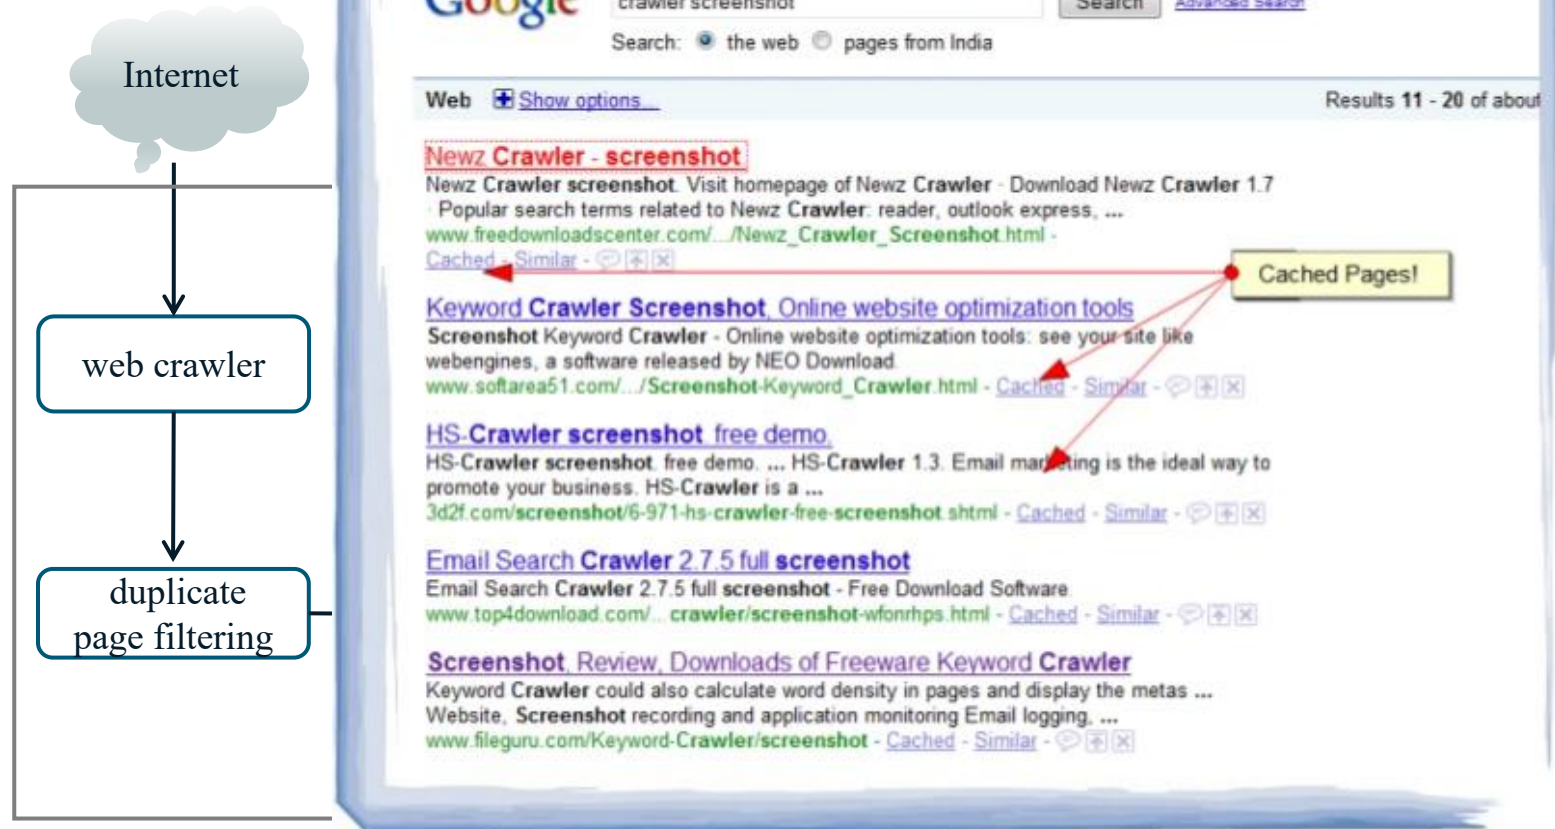 Internet
web crawler
duplicate
page filtering
Google
crawler screenshot
Search
Advanced Search
Search: the web pages from India
Web Show options...
Results 11 - 20 of about
Newz Crawler - screenshot
Newz Crawler screenshot. Visit homepage of Newz Crawler · Download Newz Crawler 1.7
· Popular search terms related to Newz Crawler: reader, outlook express, ...
www.freedownloadscenter.com/.../Newz_Crawler_Screenshot.html -
Cached - Similar -
Cached Pages!
Keyword Crawler Screenshot, Online website optimization tools
Screenshot Keyword Crawler - Online website optimization tools: see your site like
webengines, a software released by NEO Download.
www.softarea51.com/.../Screenshot-Keyword_Crawler.html - Cached - Similar -
HS-Crawler screenshot. free demo.
HS-Crawler screenshot. free demo. ... HS-Crawler 1.3. Email marketing is the ideal way to
promote your business. HS-Crawler is a ...
3d2f.com/screenshot/6-971-hs-crawler-free-screenshot.shtml - Cached - Similar -
Email Search Crawler 2.7.5 full screenshot
Email Search Crawler 2.7.5 full screenshot - Free Download Software.
www.top4download.com/... crawler/screenshot-wfonrhps.html - Cached - Similar -
Screenshot, Review, Downloads of Freeware Keyword Crawler
Keyword Crawler could also calculate word density in pages and display the metas ...
Website, Screenshot recording and application monitoring Email logging, ...
www.fileguru.com/Keyword-Crawler/screenshot - Cached - Similar -